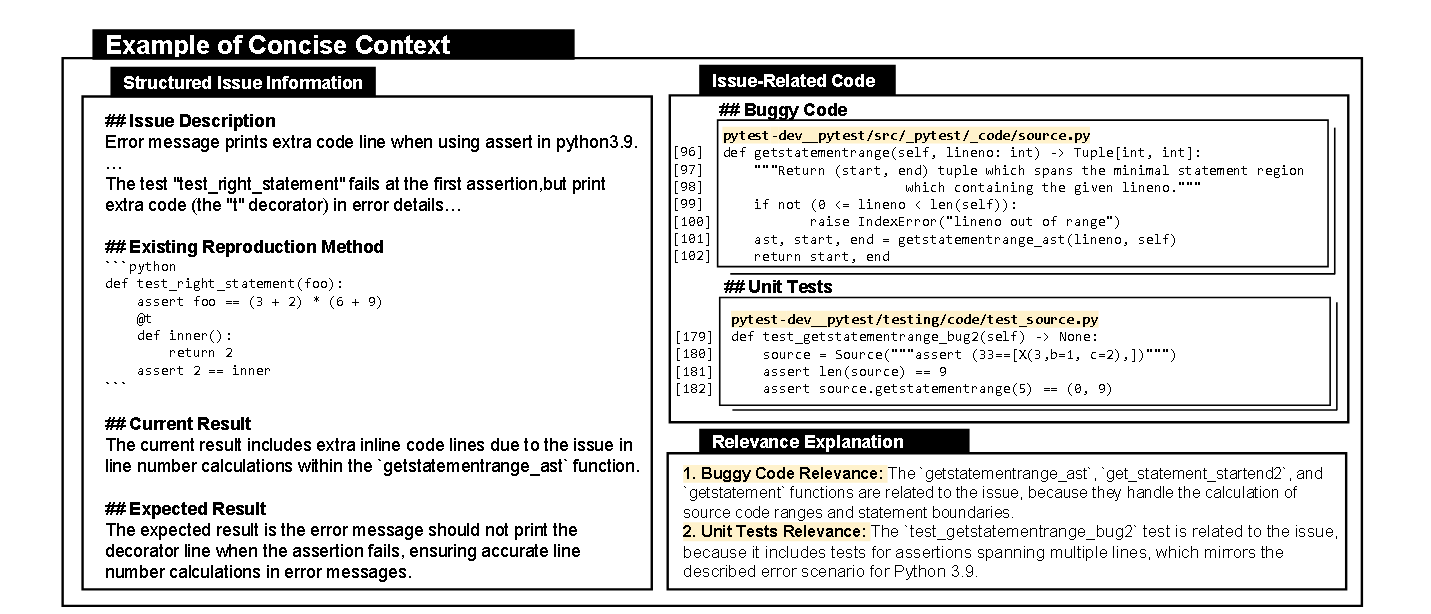 Example of Concise Context
Structured Issue Information
## Issue Description
Error message prints extra code line when using assert in python3.9.
...
The test "test_right_statement" fails at the first assertion,but print
extra code (the "t" decorator) in error details…
## Existing Reproduction Method
```python
def test_right_statement(foo):
    assert foo == (3 + 2) * (6 + 9)
    @t
    def inner():
        return 2
    assert 2 == inner
```
## Current Result
The current result includes extra inline code lines due to the issue in
line number calculations within the `getstatementrange_ast` function.
## Expected Result
The expected result is the error message should not print the
decorator line when the assertion fails, ensuring accurate line
number calculations in error messages.
Issue-Related Code
## Buggy Code
pytest-dev__pytest/src/_pytest/_code/source.py
[96] def getstatementrange(self, lineno: int) -> Tuple[int, int]:
[97]     """Return (start, end) tuple which spans the minimal statement region
[98]                        which containing the given lineno."""
[99]     if not (0 <= lineno < len(self)):
[100]            raise IndexError("lineno out of range")
[101]     ast, start, end = getstatementrange_ast(lineno, self)
[102]     return start, end
## Unit Tests
pytest-dev__pytest/testing/code/test_source.py
[179] def test_getstatementrange_bug2(self) -> None:
[180]     source = Source("""assert (33==[X(3,b=1, c=2),])""")
[181]     assert len(source) == 9
[182]     assert source.getstatementrange(5) == (0, 9)
Relevance Explanation
1. Buggy Code Relevance: The `getstatementrange_ast`, `get_statement_startend2`, and
`getstatement` functions are related to the issue, because they handle the calculation of
source code ranges and statement boundaries.
2. Unit Tests Relevance: The `test_getstatementrange_bug2` test is related to the issue,
because it includes tests for assertions spanning multiple lines, which mirrors the
described error scenario for Python 3.9.